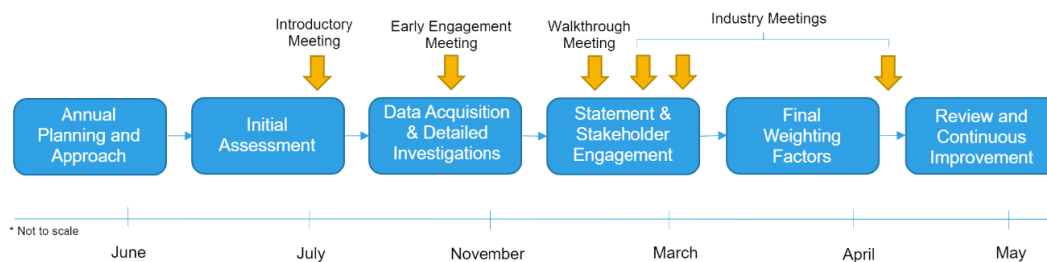 Introductory
Meeting
Early Engagement
Meeting
Walkthrough
Meeting
Industry Meetings
Annual
Planning and
Approach
Initial
Assessment
Data Acquisition
& Detailed
Investigations
Statement &
Stakeholder
Engagement
Final
Weighting
Factors
Review and
Continuous
Improvement
* Not to scale
June
July
November
March
April
May